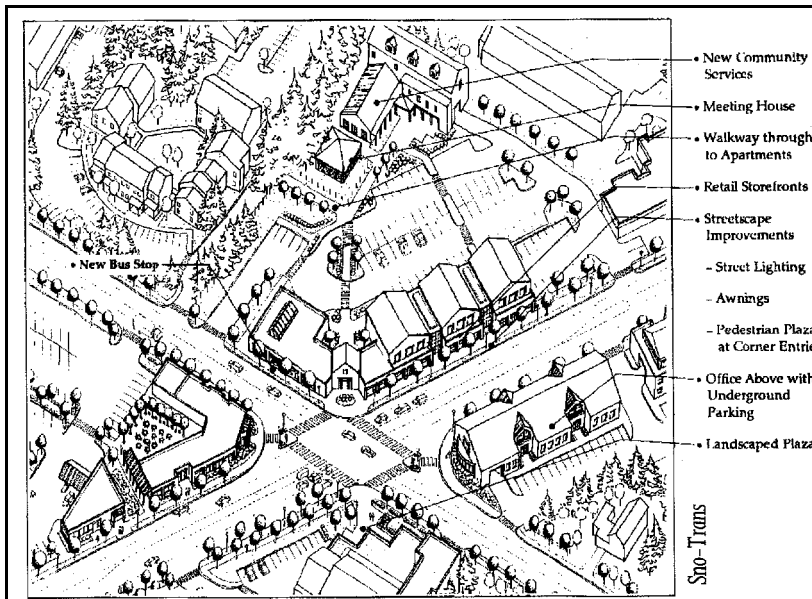 • New Community
Services
• Meeting House
• Walkway through
to Apartments
• Retail Storefronts
• Streetscape
Improvements
– Street Lighting
– Awnings
– Pedestrian Plaza
at Corner Entrie
• Office Above with
Underground
Parking
• Landscaped Plaza
• New Bus Stop
Sno-Trans